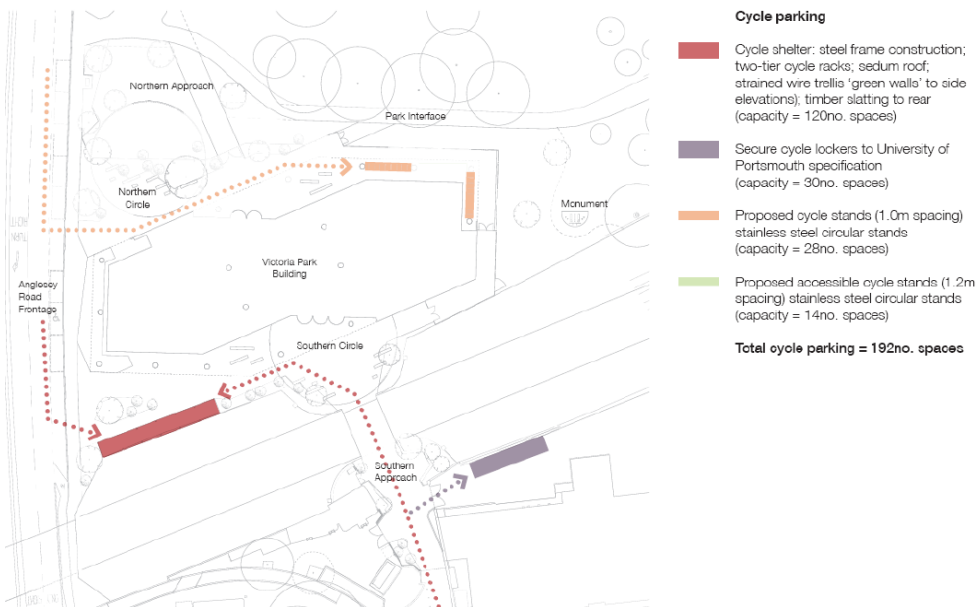 Cycle parking
Cycle shelter: steel frame construction;
two-tier cycle racks; sedum roof;
strained wire trellis 'green walls' to side
elevations); timber slatting to rear
(capacity = 120no. spaces)
Secure cycle lockers to University of
Portsmouth specification
(capacity = 30no. spaces)
Proposed cycle stands (1.0m spacing)
stainless steel circular stands
(capacity = 28no. spaces)
Proposed accessible cycle stands (1.2m
spacing) stainless steel circular stands
(capacity = 14no. spaces)
Total cycle parking = 192no. spaces
Northern Approach
Park Interface
Northern
Circle
Monument
Victoria Park
Building
Anglesey
Road
Frontage
Southern Circle
Southern
Approach